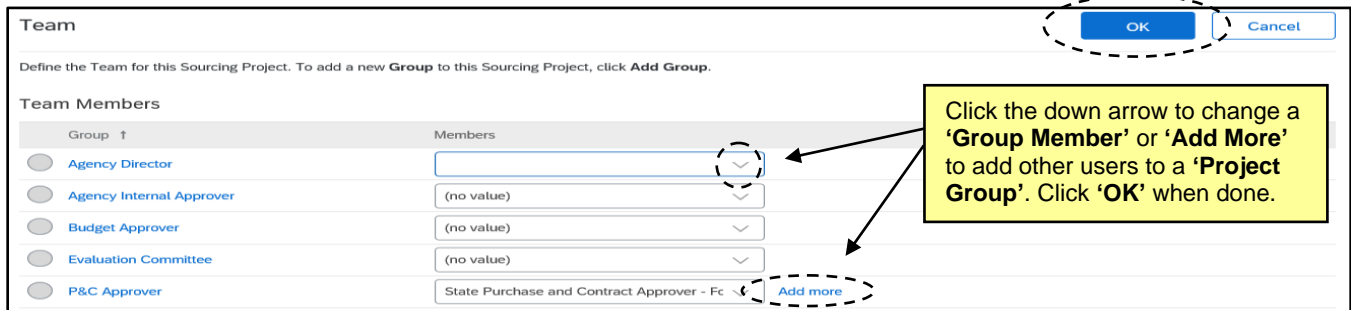 Team
OK
Cancel
Define the Team for this Sourcing Project. To add a new Group to this Sourcing Project, click Add Group.
Team Members
Group ↑
Members
Agency Director
Agency Internal Approver
(no value)
Budget Approver
(no value)
Evaluation Committee
(no value)
P&C Approver
State Purchase and Contract Approver - Fc
Add more
Click the down arrow to change a
‘Group Member’ or ‘Add More’
to add other users to a ‘Project
Group’. Click ‘OK’ when done.